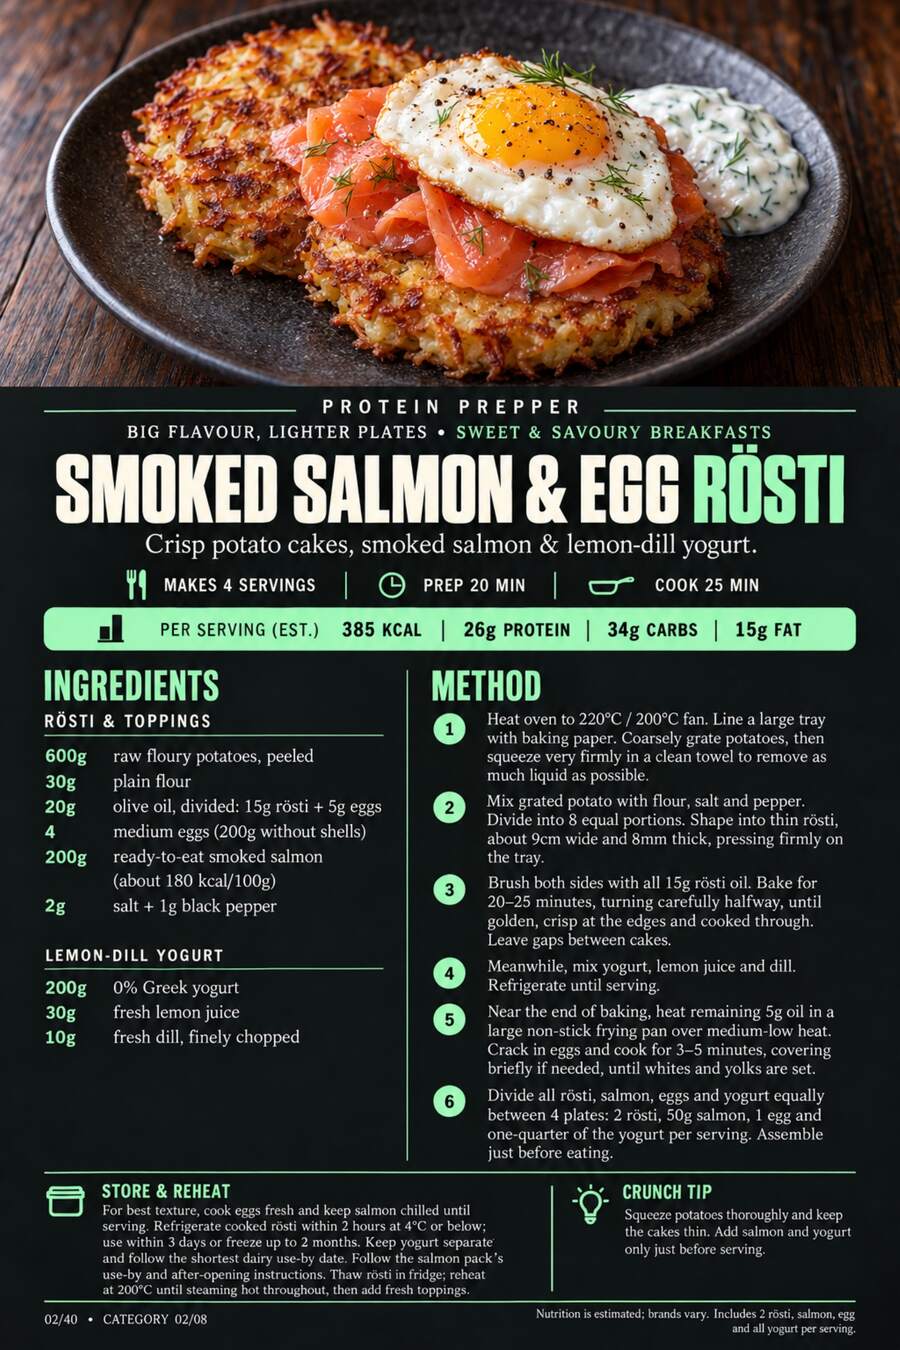 PROTEIN PREPPER
BIG FLAVOUR, LIGHTER PLATES • SWEET & SAVOURY BREAKFASTS
SMOKED SALMON & EGG RÖSTI
Crisp potato cakes, smoked salmon & lemon-dill yogurt.
MAKES 4 SERVINGS | PREP 20 MIN | COOK 25 MIN
PER SERVING (EST.) 385 KCAL | 26g PROTEIN | 34g CARBS | 15g FAT
INGREDIENTS
RÖSTI & TOPPINGS
600g raw floury potatoes, peeled
30g plain flour
20g olive oil, divided: 15g rösti + 5g eggs
4 medium eggs (200g without shells)
200g ready-to-eat smoked salmon
(about 180 kcal/100g)
2g salt + 1g black pepper
LEMON-DILL YOGURT
200g 0% Greek yogurt
30g fresh lemon juice
10g fresh dill, finely chopped
METHOD
1 Heat oven to 220°C / 200°C fan. Line a large tray
with baking paper. Coarsely grate potatoes, then
squeeze very firmly in a clean towel to remove as
much liquid as possible.
2 Mix grated potato with flour, salt and pepper.
Divide into 8 equal portions. Shape into thin rösti,
about 9cm wide and 8mm thick, pressing firmly on
the tray.
3 Brush both sides with all 15g rösti oil. Bake for
20–25 minutes, turning carefully halfway, until
golden, crisp at the edges and cooked through.
Leave gaps between cakes.
4 Meanwhile, mix yogurt, lemon juice and dill.
Refrigerate until serving.
5 Near the end of baking, heat remaining 5g oil in a
large non-stick frying pan over medium-low heat.
Crack in eggs and cook for 3–5 minutes, covering
briefly if needed, until whites and yolks are set.
6 Divide all rösti, salmon, eggs and yogurt equally
between 4 plates: 2 rösti, 50g salmon, 1 egg and
one-quarter of the yogurt per serving. Assemble
just before eating.
STORE & REHEAT
For best texture, cook eggs fresh and keep salmon chilled until
serving. Refrigerate cooked rösti within 2 hours at 4°C or below;
use within 3 days or freeze up to 2 months. Keep yogurt separate
and follow the shortest dairy use-by date. Follow the salmon pack's
use-by and after-opening instructions. Thaw rösti in fridge; reheat
at 200°C until steaming hot throughout, then add fresh toppings.
CRUNCH TIP
Squeeze potatoes thoroughly and keep
the cakes thin. Add salmon and yogurt
only just before serving.
02/40 • CATEGORY 02/08
Nutrition is estimated; brands vary. Includes 2 rösti, salmon, egg
and all yogurt per serving.